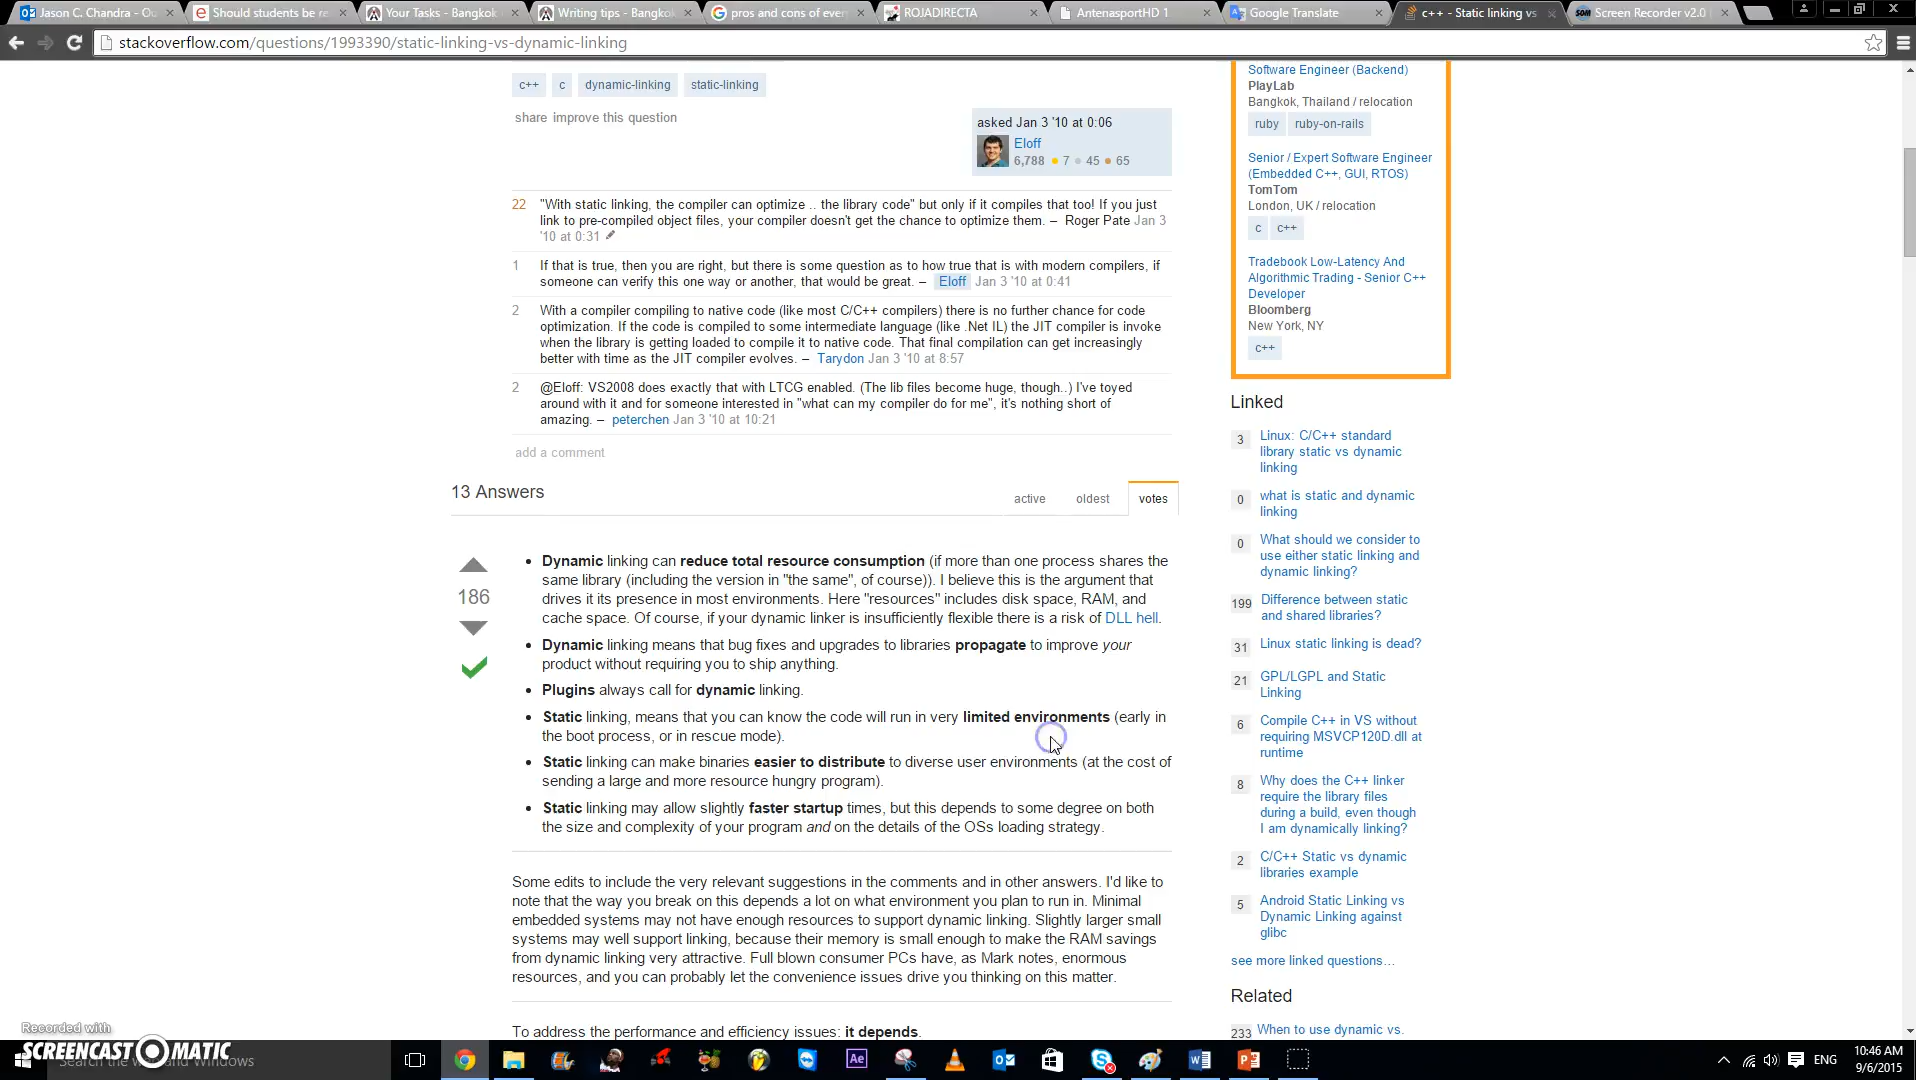 Jason C. Chandra - Ou
Should students be re
Your Tasks - Bangkok
Writing tips - Bangkok
pros and cons of ever
ROJADIRECTA
AntenasportHD 1
Google Translate
c++ - Static linking vs
Screen Recorder v2.0
stackoverflow.com/questions/1993390/static-linking-vs-dynamic-linking
c++ c dynamic-linking static-linking
share improve this question
asked Jan 3 '10 at 0:06
Eloff
6,788 7 45 65
22 "With static linking, the compiler can optimize .. the library code" but only if it compiles that too! If you just
link to pre-compiled object files, your compiler doesn't get the chance to optimize them. – Roger Pate Jan 3
'10 at 0:31
1 If that is true, then you are right, but there is some question as to how true that is with modern compilers, if
someone can verify this one way or another, that would be great. – Eloff Jan 3 '10 at 0:41
2 With a compiler compiling to native code (like most C/C++ compilers) there is no further chance for code
optimization. If the code is compiled to some intermediate language (like .Net IL) the JIT compiler is invoke
when the library is getting loaded to compile it to native code. That final compilation can get increasingly
better with time as the JIT compiler evolves. – Tarydon Jan 3 '10 at 8:57
2 @Eloff: VS2008 does exactly that with LTCG enabled. (The lib files become huge, though..) I've toyed
around with it and for someone interested in "what can my compiler do for me", it's nothing short of
amazing. – peterchen Jan 3 '10 at 10:21
add a comment
13 Answers
active oldest votes
186
• Dynamic linking can reduce total resource consumption (if more than one process shares the
same library (including the version in "the same", of course)). I believe this is the argument that
drives it its presence in most environments. Here "resources" includes disk space, RAM, and
cache space. Of course, if your dynamic linker is insufficiently flexible there is a risk of DLL hell.
• Dynamic linking means that bug fixes and upgrades to libraries propagate to improve your
product without requiring you to ship anything.
• Plugins always call for dynamic linking.
• Static linking, means that you can know the code will run in very limited environments (early in
the boot process, or in rescue mode).
• Static linking can make binaries easier to distribute to diverse user environments (at the cost of
sending a large and more resource hungry program).
• Static linking may allow slightly faster startup times, but this depends to some degree on both
the size and complexity of your program and on the details of the OSs loading strategy.
Some edits to include the very relevant suggestions in the comments and in other answers. I'd like to
note that the way you break on this depends a lot on what environment you plan to run in. Minimal
embedded systems may not have enough resources to support dynamic linking. Slightly larger small
systems may well support linking, because their memory is small enough to make the RAM savings
from dynamic linking very attractive. Full blown consumer PCs have, as Mark notes, enormous
resources, and you can probably let the convenience issues drive you thinking on this matter.
To address the performance and efficiency issues: it depends.
Software Engineer (Backend)
PlayLab
Bangkok, Thailand / relocation
ruby ruby-on-rails
Senior / Expert Software Engineer
(Embedded C++, GUI, RTOS)
TomTom
London, UK / relocation
c c++
Tradebook Low-Latency And
Algorithmic Trading - Senior C++
Developer
Bloomberg
New York, NY
c++
Linked
3 Linux: C/C++ standard
library static vs dynamic
linking
0 what is static and dynamic
linking
0 What should we consider to
use either static linking and
dynamic linking?
199 Difference between static
and shared libraries?
31 Linux static linking is dead?
21 GPL/LGPL and Static
Linking
6 Compile C++ in VS without
requiring MSVCP120D.dll at
runtime
8 Why does the C++ linker
require the library files
during a build, even though
I am dynamically linking?
2 C/C++ Static vs dynamic
libraries example
5 Android Static Linking vs
Dynamic Linking against
glibc
see more linked questions…
Related
233 When to use dynamic vs.
Recorded with
SCREENCAST MATIC
Search the web and Windows
Ae
ENG
10:46 AM
9/6/2015